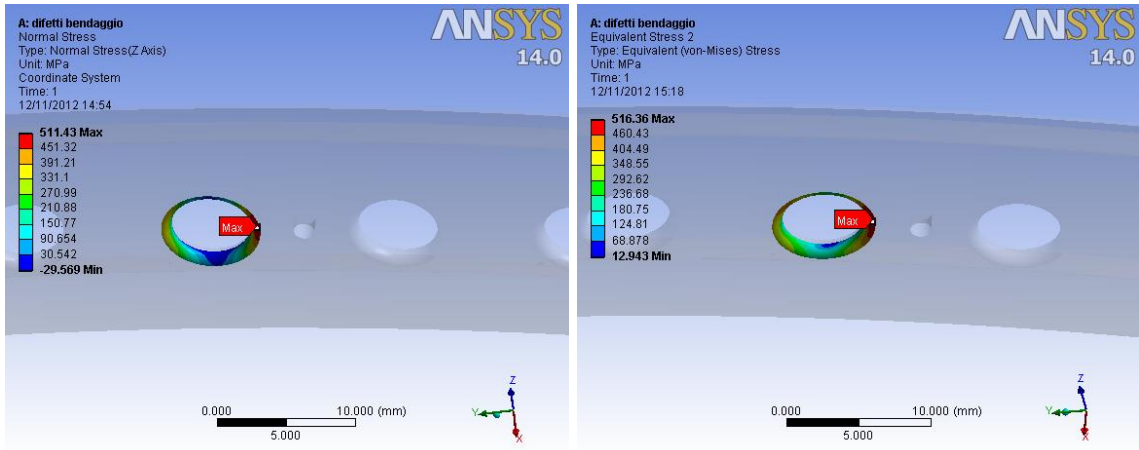 A: difetti bendaggio
Normal Stress
Type: Normal Stress(Z Axis)
Unit: MPa
Coordinate System
Time: 1
12/11/2012 14:54
511.43 Max
451.32
391.21
331.1
270.99
210.88
150.77
90.654
30.542
-29.569 Min
ANSYS
14.0
Max
0.000
10.000 (mm)
5.000
Z
Y
X
A: difetti bendaggio
Equivalent Stress 2
Type: Equivalent (von-Mises) Stress
Unit: MPa
Time: 1
12/11/2012 15:18
516.36 Max
460.43
404.49
348.55
292.62
236.68
180.75
124.81
68.878
12.943 Min
ANSYS
14.0
Max
0.000
10.000 (mm)
5.000
Z
Y
X